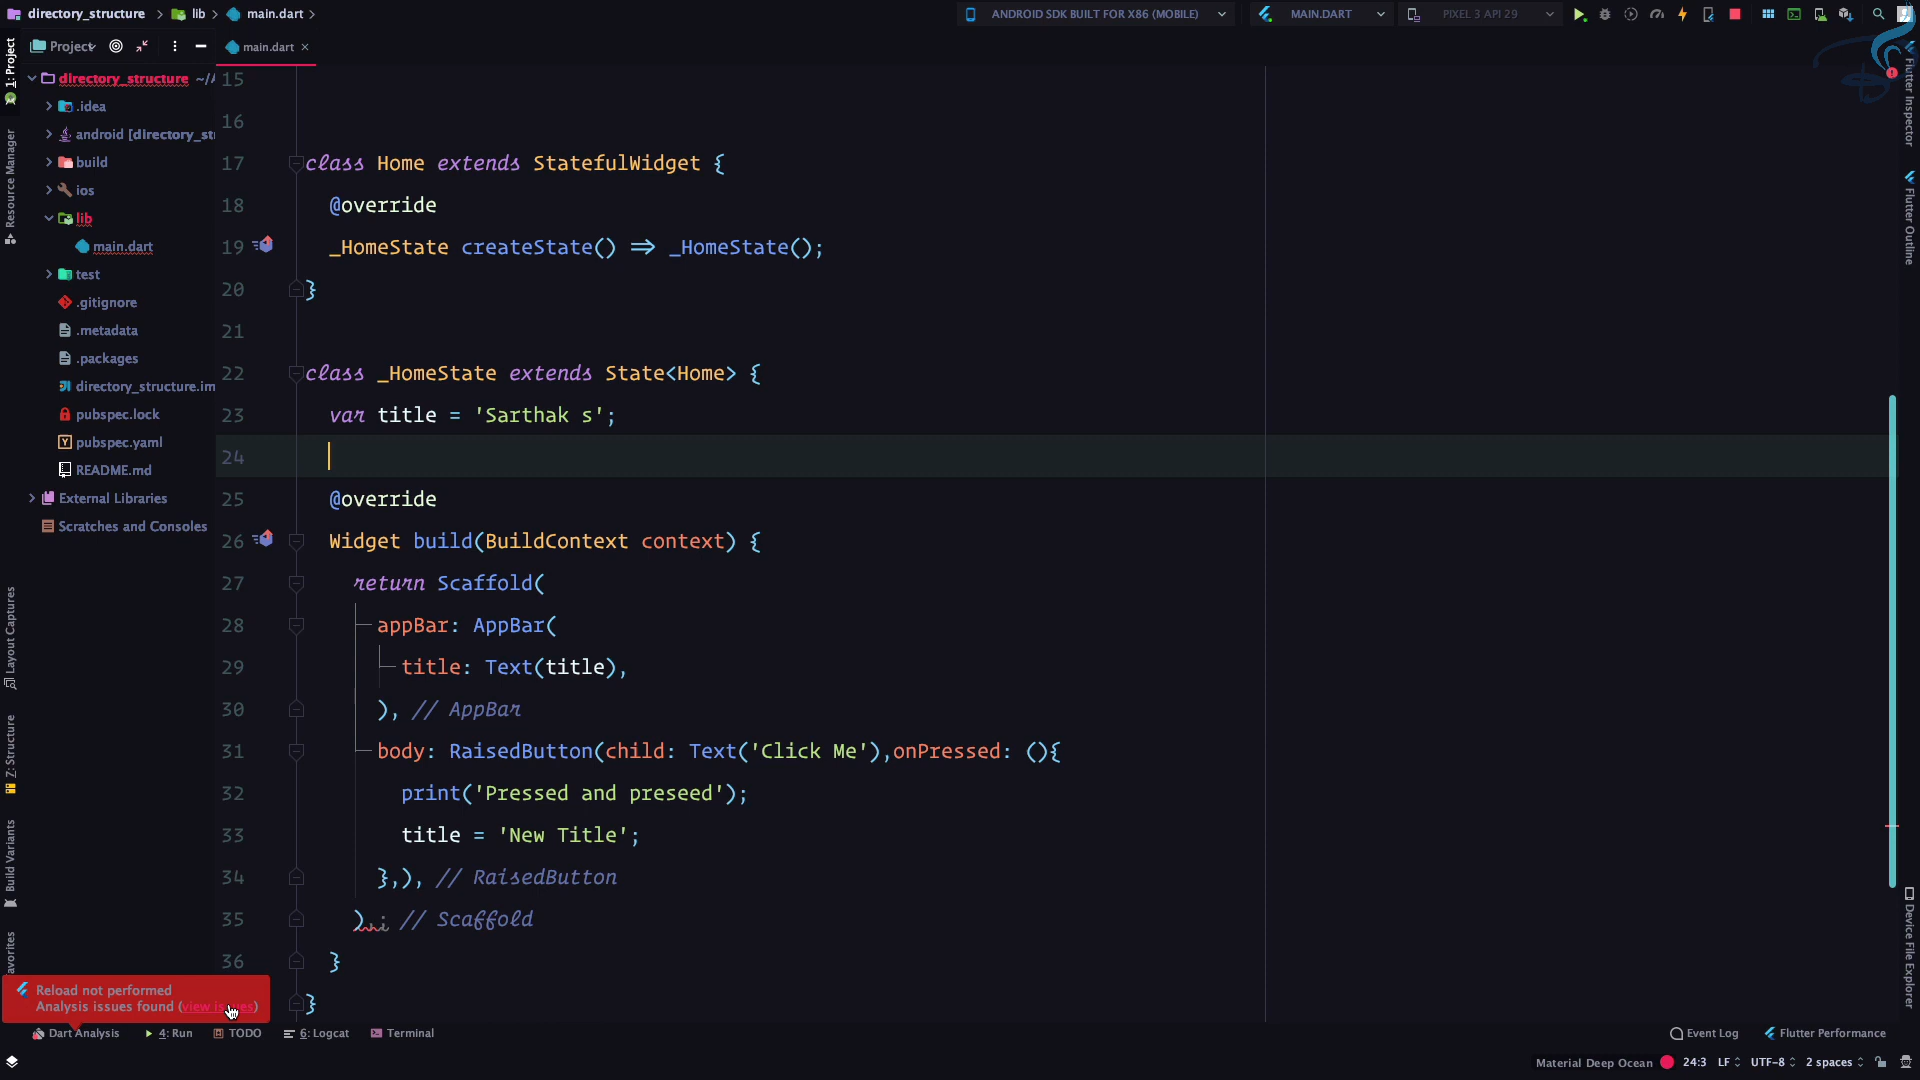 directory_structure
lib
main.dart
ANDROID SDK BUILT FOR X86 (MOBILE)
MAIN.DART
PIXEL 3 API 29
1: Project
Resource Manager
Layout Captures
Z: Structure
Build Variants
avorites
Project
directory_structure ~/A
.idea
android [directory_str
build
ios
lib
main.dart
test
.gitignore
.metadata
.packages
directory_structure.im
pubspec.lock
pubspec.yaml
README.md
External Libraries
Scratches and Consoles
main.dart
15
16
17 class Home extends StatefulWidget {
18 @override
19 _HomeState createState() => _HomeState();
20 }
21
22 class _HomeState extends State<Home> {
23 var title = 'Sarthak s';
24
25 @override
26 Widget build(BuildContext context) {
27 return Scaffold(
28 appBar: AppBar(
29 title: Text(title),
30 ), // AppBar
31 body: RaisedButton(child: Text('Click Me'),onPressed: (){
32 print('Pressed and preseed');
33 title = 'New Title';
34 },), // RaisedButton
35 ),; // Scaffold
36 }
}
Flutter Inspector
Flutter Outline
Device File Explorer
Reload not performed
Analysis issues found (view issues)
Dart Analysis
4: Run
TODO
6: Logcat
Terminal
Event Log
Flutter Performance
Material Deep Ocean
24:3
LF
UTF-8
2 spaces